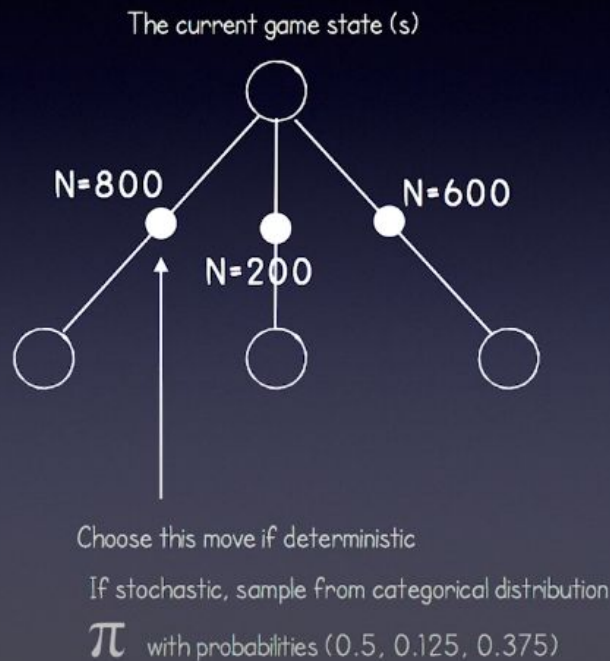 The current game state (s)
N=800
N=600
N=200
Choose this move if deterministic
If stochastic, sample from categorical distribution
π with probabilities (0.5, 0.125, 0.375)